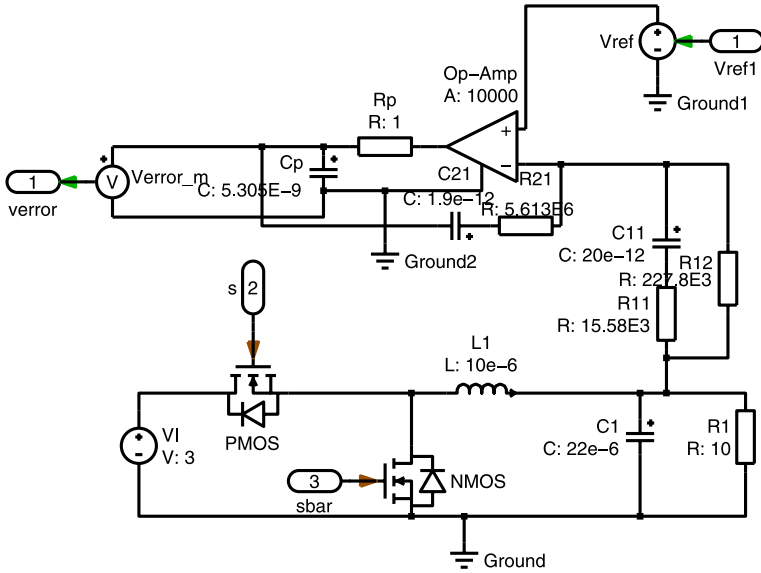 Vref
1
Vref1
Ground1
Op-Amp
A: 10000
Rp
R: 1
+
−
C21
R21
Cp
C: 5.305E-9
C: 1.9e-12
R: 5.613E6
1
V
Verror_m
verror
Ground2
C11
C: 20e-12
R12
R: 227.8E3
R11
R: 15.58E3
s
2
L1
L: 10e-6
PMOS
VI
V: 3
C1
C: 22e-6
R1
R: 10
3
sbar
NMOS
Ground